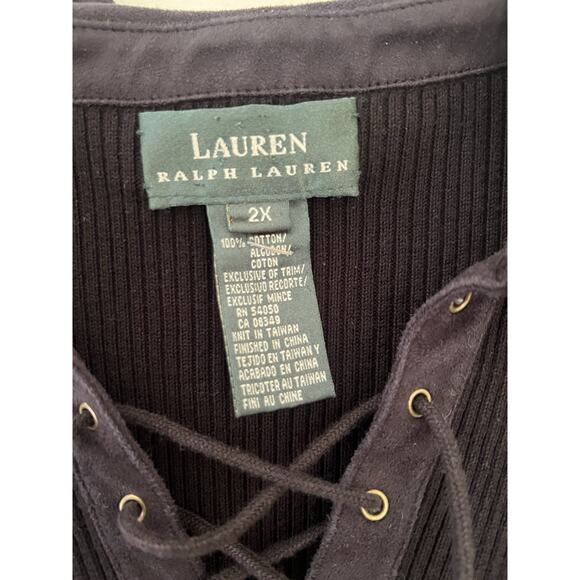 LAUREN
RALPH LAUREN
2X
100% COTTON/
ALGODON/
COTON
EXCLUSIVE OF TRIM/
EXCLUSIVO RECORTE/
EXCLUSIF MINCE
RN 54050
CA 08349
KNIT IN TAIWAN
FINISHED IN CHINA
TEJIDO EN TAIWAN Y
ACABADO EN CHINA
TRICOTER AU TAIWAN
FINI AU CHINE